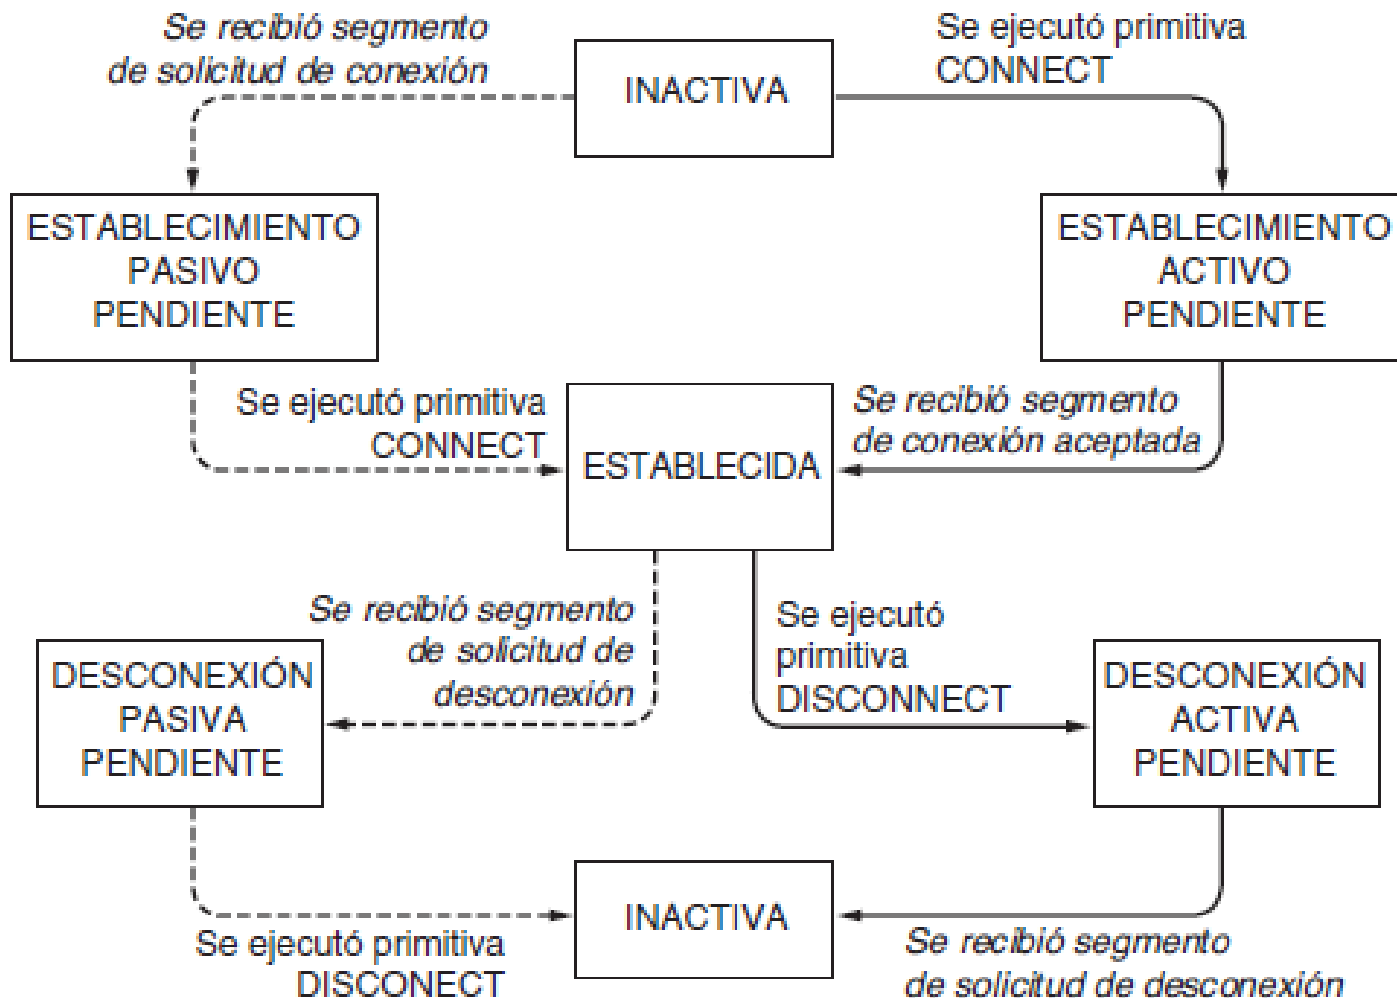 Se recibió segmento
de solicitud de conexión
INACTIVA
Se ejecutó primitiva
CONNECT
ESTABLECIMIENTO
PASIVO
PENDIENTE
ESTABLECIMIENTO
ACTIVO
PENDIENTE
Se ejecutó primitiva
CONNECT
ESTABLECIDA
Se recibió segmento
de conexión aceptada
Se recibió segmento
de solicitud de
desconexión
Se ejecutó
primitiva
DISCONNECT
DESCONEXIÓN
PASIVA
PENDIENTE
DESCONEXIÓN
ACTIVA
PENDIENTE
Se ejecutó primitiva
DISCONECT
INACTIVA
Se recibió segmento
de solicitud de desconexión